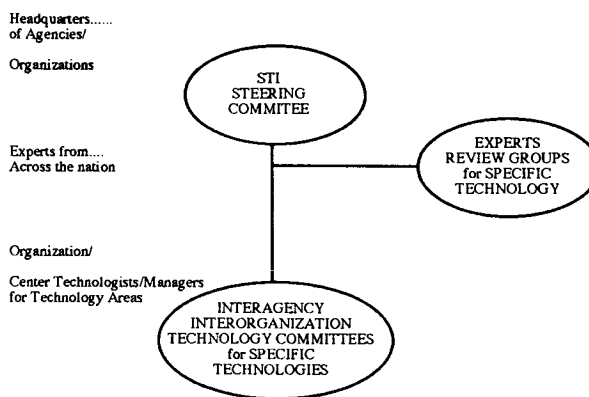 Headquarters......
of Agencies/
Organizations
STI
STEERING
COMMITEE
Experts from....
Across the nation
EXPERTS
REVIEW GROUPS
for SPECIFIC
TECHNOLOGY
Organization/
Center Technologists/Managers
for Technology Areas
INTERAGENCY
INTERORGANIZATION
TECHNOLOGY COMMITTEES
for SPECIFIC
TECHNOLOGIES